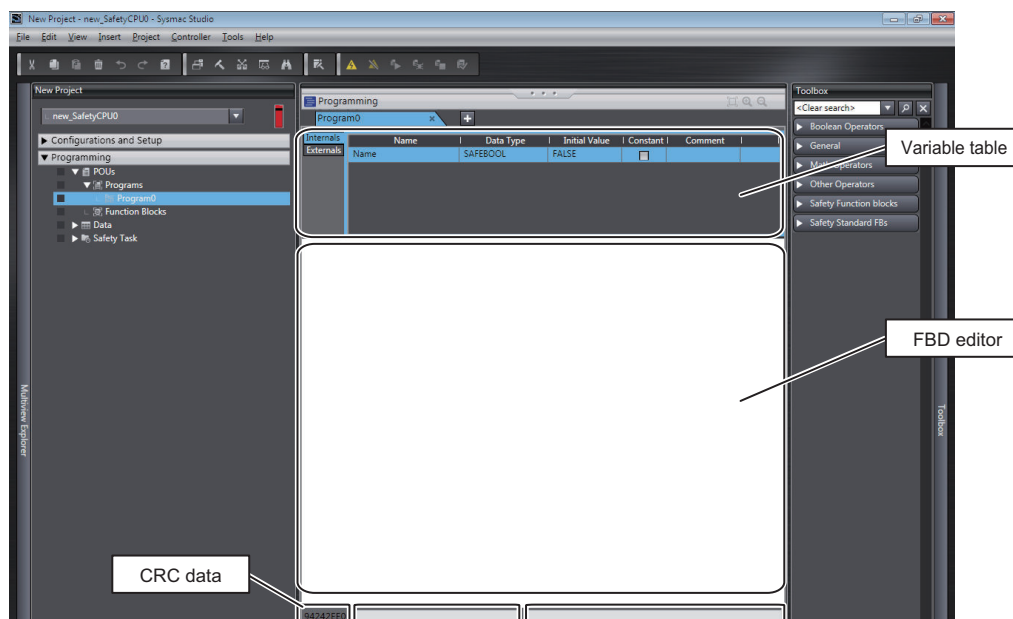 New Project - new_SafetyCPU0 - Sysmac Studio
File Edit View Insert Project Controller Tools Help
New Project
new_SafetyCPU0
Configurations and Setup
Programming
POUs
Programs
Program0
Function Blocks
Data
Safety Task
Multiview Explorer
Programming
Program0
Internals
Externals
Name Data Type Initial Value Constant Comment
Name SAFEBOOL FALSE
Toolbox
<Clear search>
Boolean Operators
General
Math Operators
Other Operators
Safety Function blocks
Safety Standard FBs
Toolbox
Variable table
FBD editor
CRC data